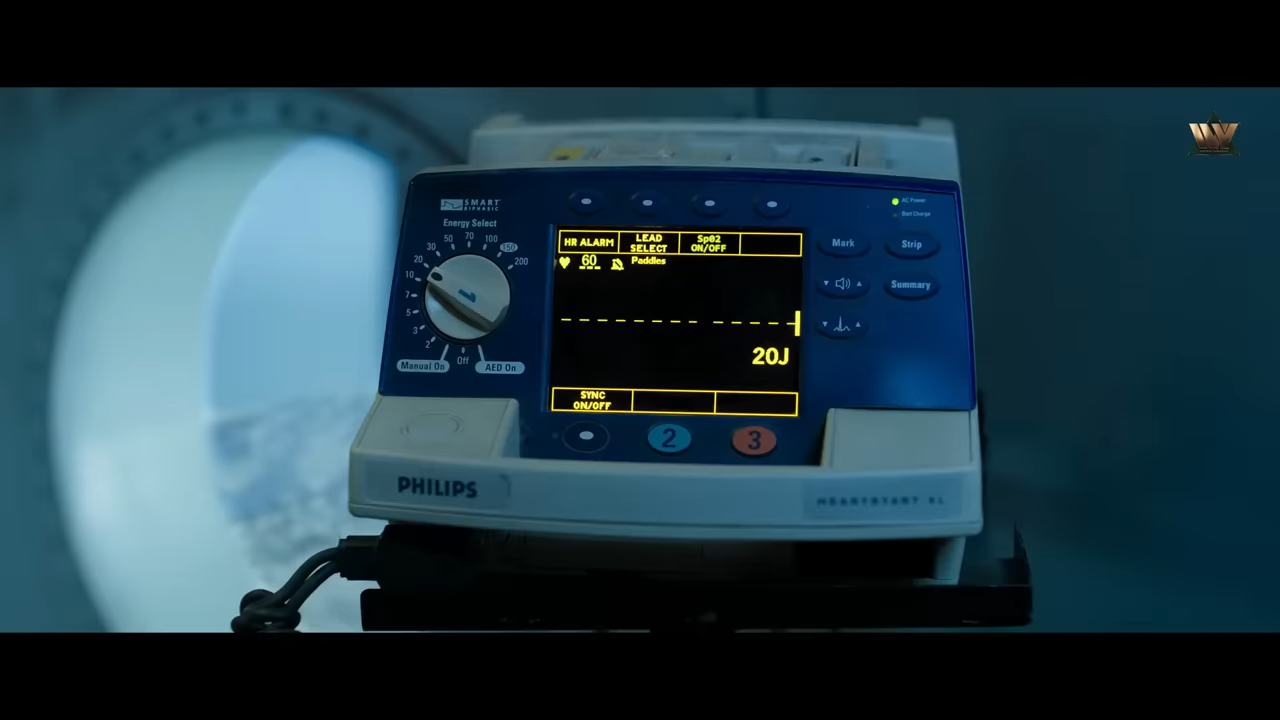 SMART
BIPHASIC
Energy Select
2
3
5
7
10
20
30
50
70
100
150
200
Manual On
Off
AED On
1
HR ALARM
LEAD
SELECT
SpO2
ON/OFF
60
Paddles
20J
SYNC
ON/OFF
AC Power
Batt Charge
Mark
Strip
Summary
2
3
PHILIPS
HEARTSTART XL